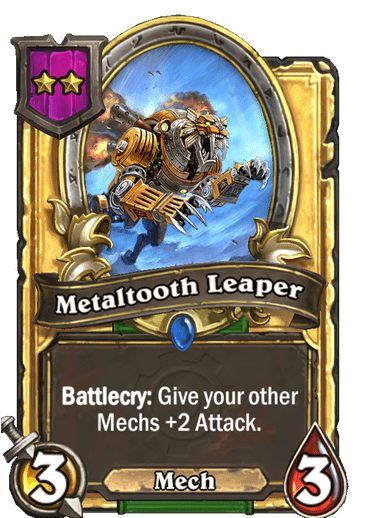 Metaltooth Leaper
Battlecry: Give your other
Mechs +2 Attack.
3
Mech
3